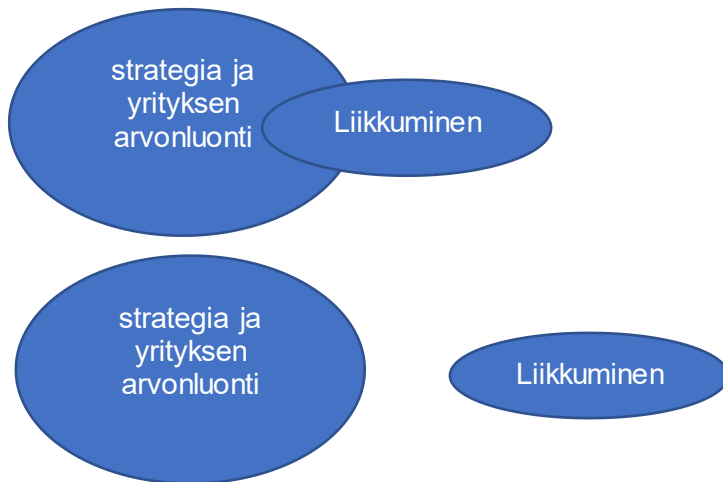 strategia ja
yrityksen
arvonluonti
Liikkuminen
strategia ja
yrityksen
arvonluonti
Liikkuminen